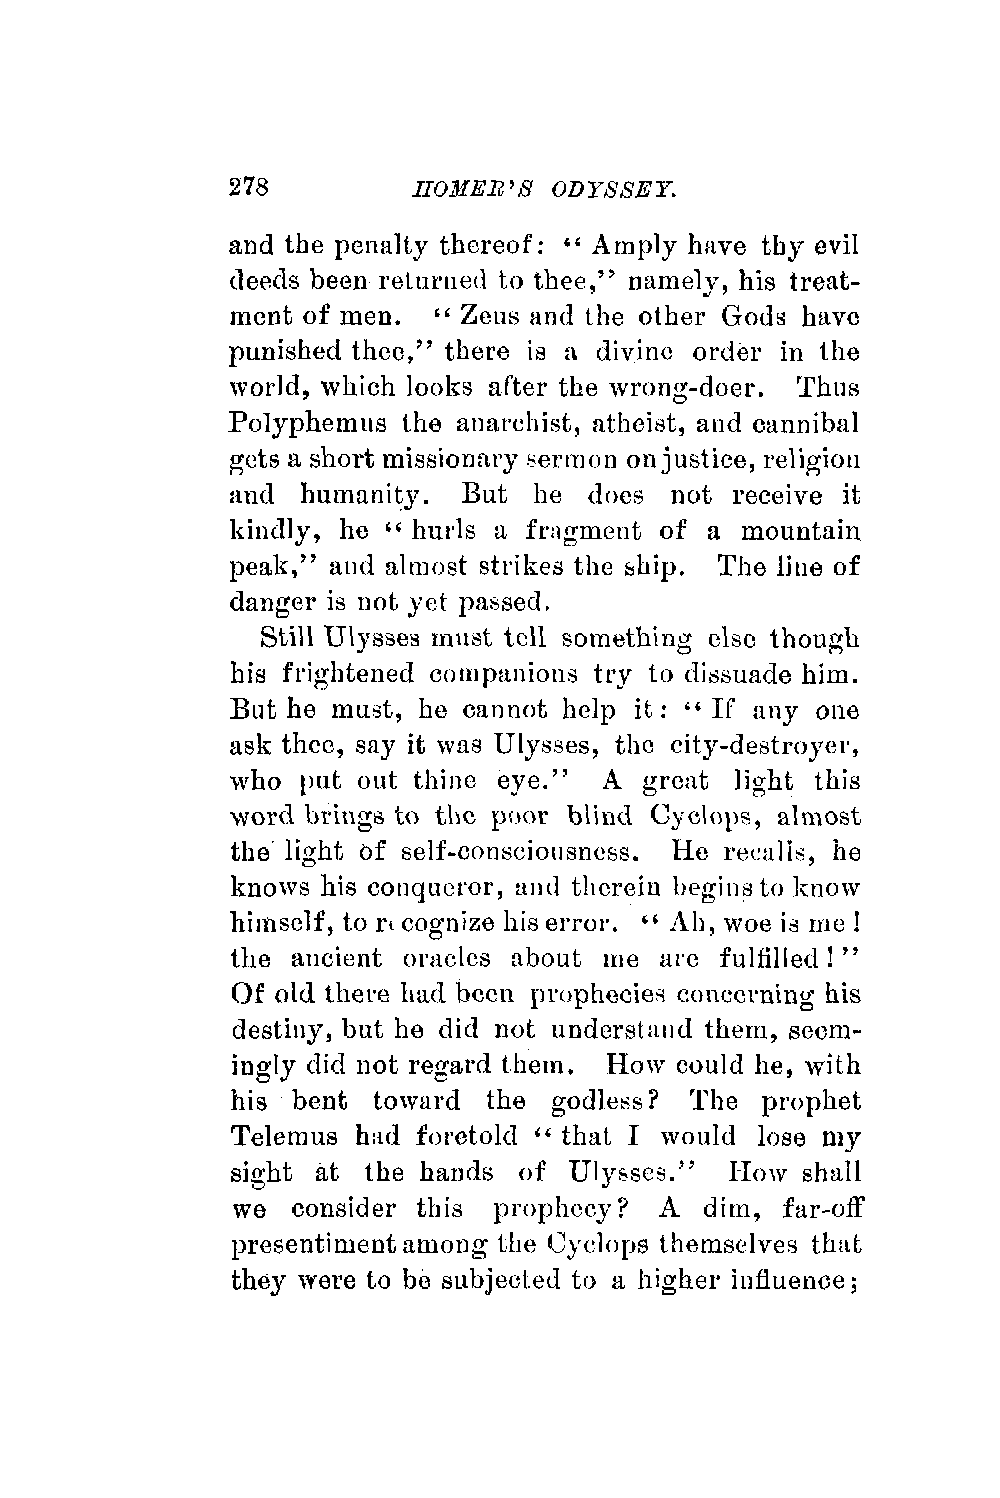 278 HOMER'S ODYSSEY.
and the penalty thereof: "Amply have thy evil
deeds been returned to thee," namely, his treat-
ment of men. "Zeus and the other Gods have
punished thee," there is a divine order in the
world, which looks after the wrong-doer. Thus
Polyphemus the anarchist, atheist, and cannibal
gets a short missionary sermon on justice, religion
and humanity. But he does not receive it
kindly, he "hurls a fragment of a mountain
peak," and almost strikes the ship. The line of
danger is not yet passed.
Still Ulysses must tell something else though
his frightened companions try to dissuade him.
But he must, he cannot help it: "If any one
ask thee, say it was Ulysses, the city-destroyer,
who put out thine eye." A great light this
word brings to the poor blind Cyclops, almost
the light of self-consciousness. He recalls, he
knows his conqueror, and therein begins to know
himself, to recognize his error. "Ah, woe is me!
the ancient oracles about me are fulfilled!"
Of old there had been prophecies concerning his
destiny, but he did not understand them, seem-
ingly did not regard them. How could he, with
his bent toward the godless? The prophet
Telemus had foretold "that I would lose my
sight at the hands of Ulysses." How shall
we consider this prophecy? A dim, far-off
presentiment among the Cyclops themselves that
they were to be subjected to a higher influence;